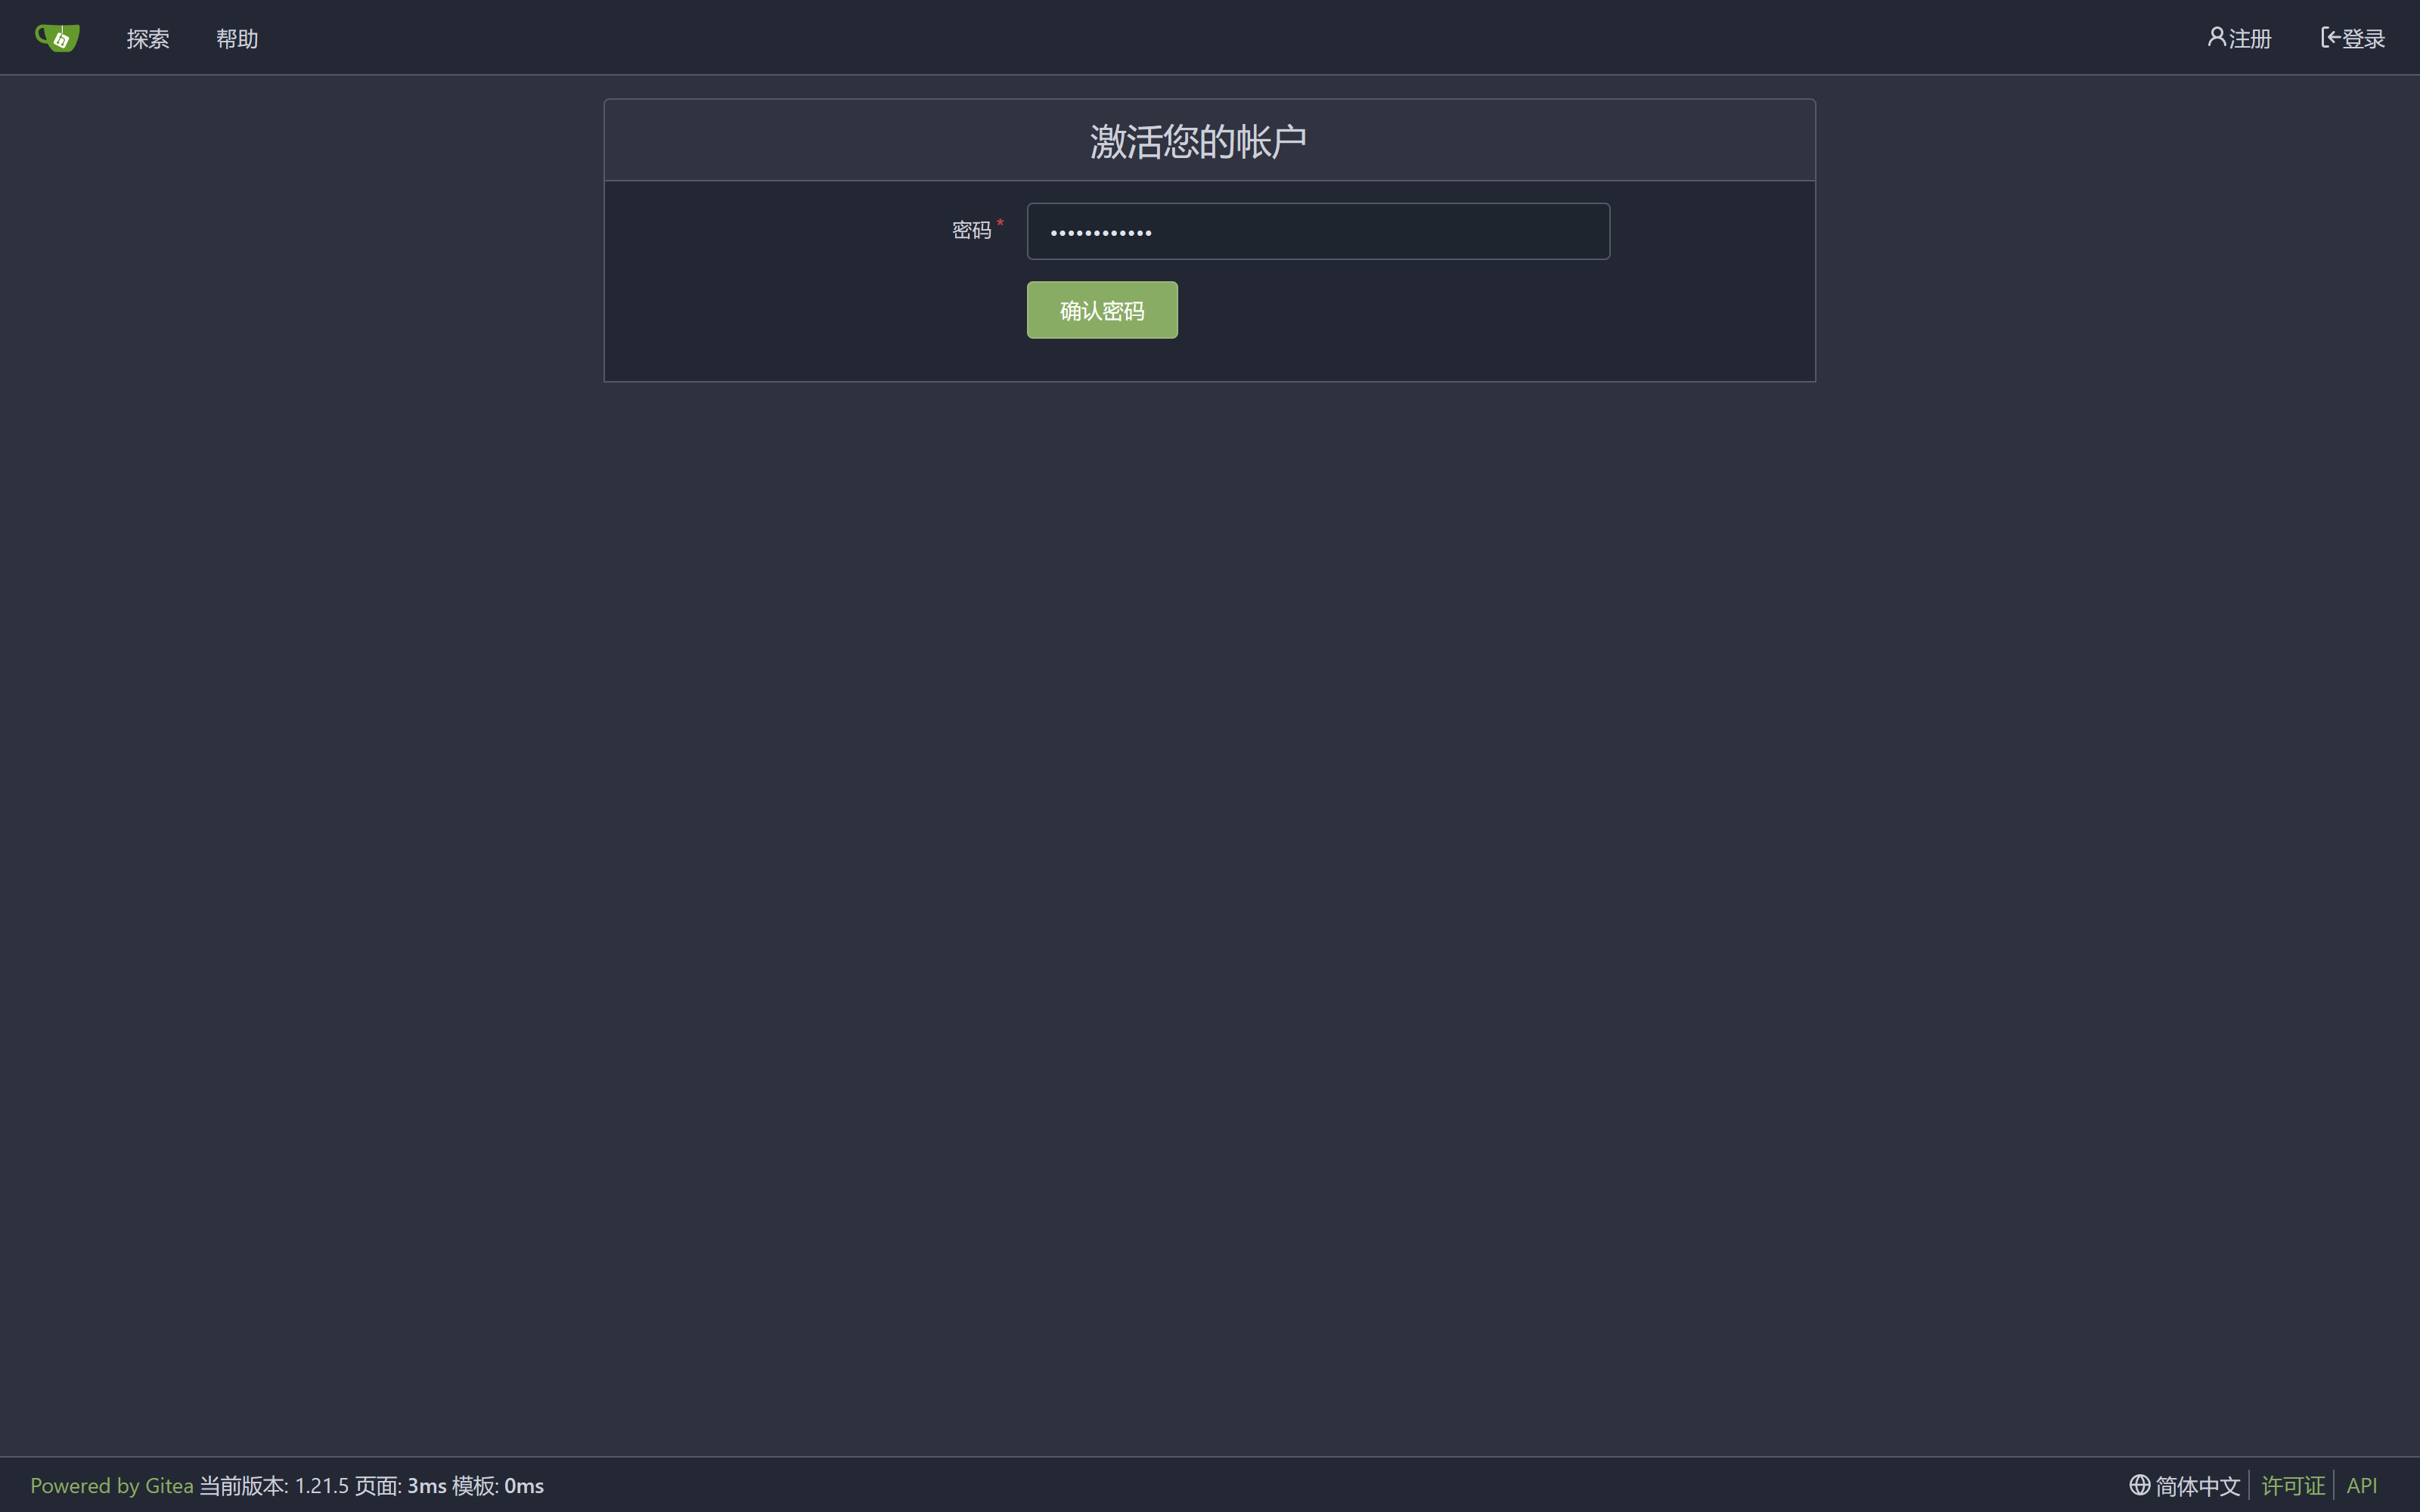 探索 帮助 注册 登录
激活您的帐户
密码 *
••••••••••••
确认密码
Powered by Gitea 当前版本: 1.21.5 页面: 3ms 模板: 0ms 简体中文 许可证 API